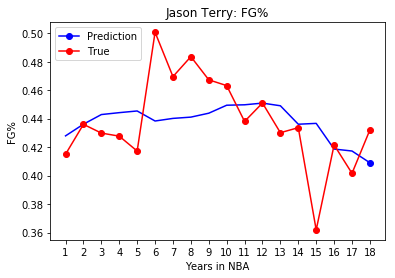 Jason Terry: FG%
Prediction
True
FG%
0.50
0.48
0.46
0.44
0.42
0.40
0.38
0.36
1 2 3 4 5 6 7 8 9 10 11 12 13 14 15 16 17 18
Years in NBA